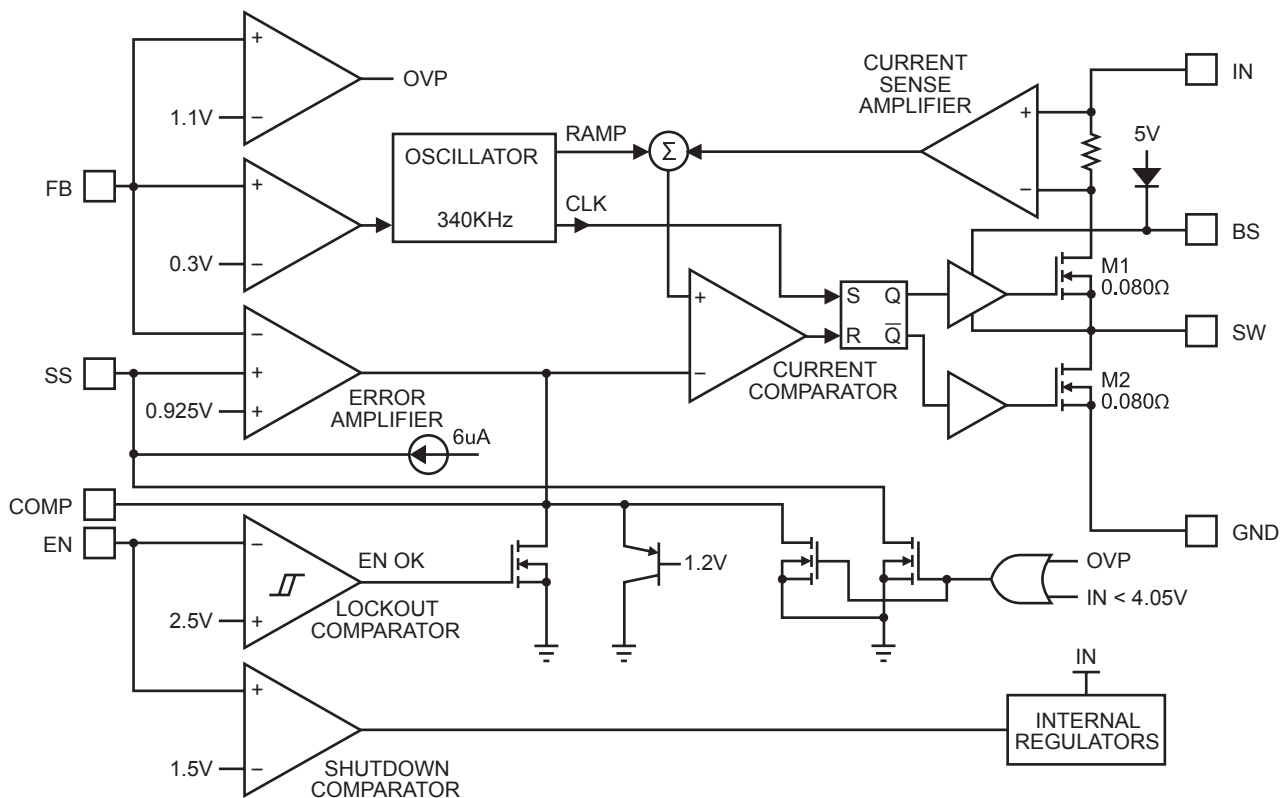 FB
SS
COMP
EN
+
−
1.1V
OVP
+
−
0.3V
OSCILLATOR
340KHz
RAMP
CLK
Σ
CURRENT
SENSE
AMPLIFIER
+
−
IN
5V
BS
M1
0.080Ω
SW
M2
0.080Ω
GND
S Q
R Q̅
+
−
CURRENT
COMPARATOR
−
+
+
0.925V
ERROR
AMPLIFIER
6uA
−
+
2.5V
EN OK
LOCKOUT
COMPARATOR
1.2V
OVP
IN < 4.05V
+
−
1.5V
SHUTDOWN
COMPARATOR
IN
INTERNAL
REGULATORS